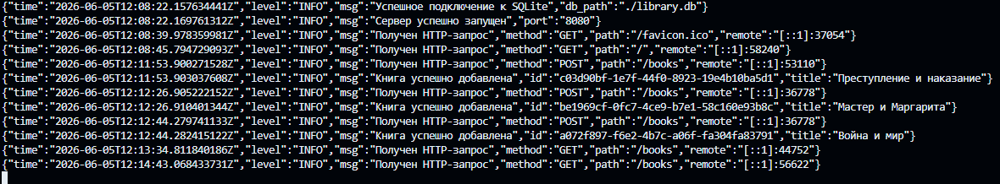 {"time":"2026-06-05T12:08:22.157634441Z","level":"INFO","msg":"Успешное подключение к SQLite","db_path":"./library.db"}
{"time":"2026-06-05T12:08:22.169761312Z","level":"INFO","msg":"Сервер успешно запущен","port":"8080"}
{"time":"2026-06-05T12:08:39.978359981Z","level":"INFO","msg":"Получен HTTP-запрос","method":"GET","path":"/favicon.ico","remote":"[::1]:37054"}
{"time":"2026-06-05T12:08:45.794729093Z","level":"INFO","msg":"Получен HTTP-запрос","method":"GET","path":"/","remote":"[::1]:58240"}
{"time":"2026-06-05T12:11:53.900271528Z","level":"INFO","msg":"Получен HTTP-запрос","method":"POST","path":"/books","remote":"[::1]:53110"}
{"time":"2026-06-05T12:11:53.903037608Z","level":"INFO","msg":"Книга успешно добавлена","id":"c03d90bf-1e7f-44f0-8923-19e4b10ba5d1","title":"Преступление и наказание"}
{"time":"2026-06-05T12:12:26.905222152Z","level":"INFO","msg":"Получен HTTP-запрос","method":"POST","path":"/books","remote":"[::1]:36778"}
{"time":"2026-06-05T12:12:26.910401344Z","level":"INFO","msg":"Книга успешно добавлена","id":"be1969cf-0fc7-4ce9-b7e1-58c160e93b8c","title":"Мастер и Маргарита"}
{"time":"2026-06-05T12:12:44.279741133Z","level":"INFO","msg":"Получен HTTP-запрос","method":"POST","path":"/books","remote":"[::1]:36778"}
{"time":"2026-06-05T12:12:44.282415122Z","level":"INFO","msg":"Книга успешно добавлена","id":"a072f897-f6e2-4b7c-a06f-fa304fa83791","title":"Война и мир"}
{"time":"2026-06-05T12:13:34.811840186Z","level":"INFO","msg":"Получен HTTP-запрос","method":"GET","path":"/books","remote":"[::1]:44752"}
{"time":"2026-06-05T12:14:43.068433731Z","level":"INFO","msg":"Получен HTTP-запрос","method":"GET","path":"/books","remote":"[::1]:56622"}